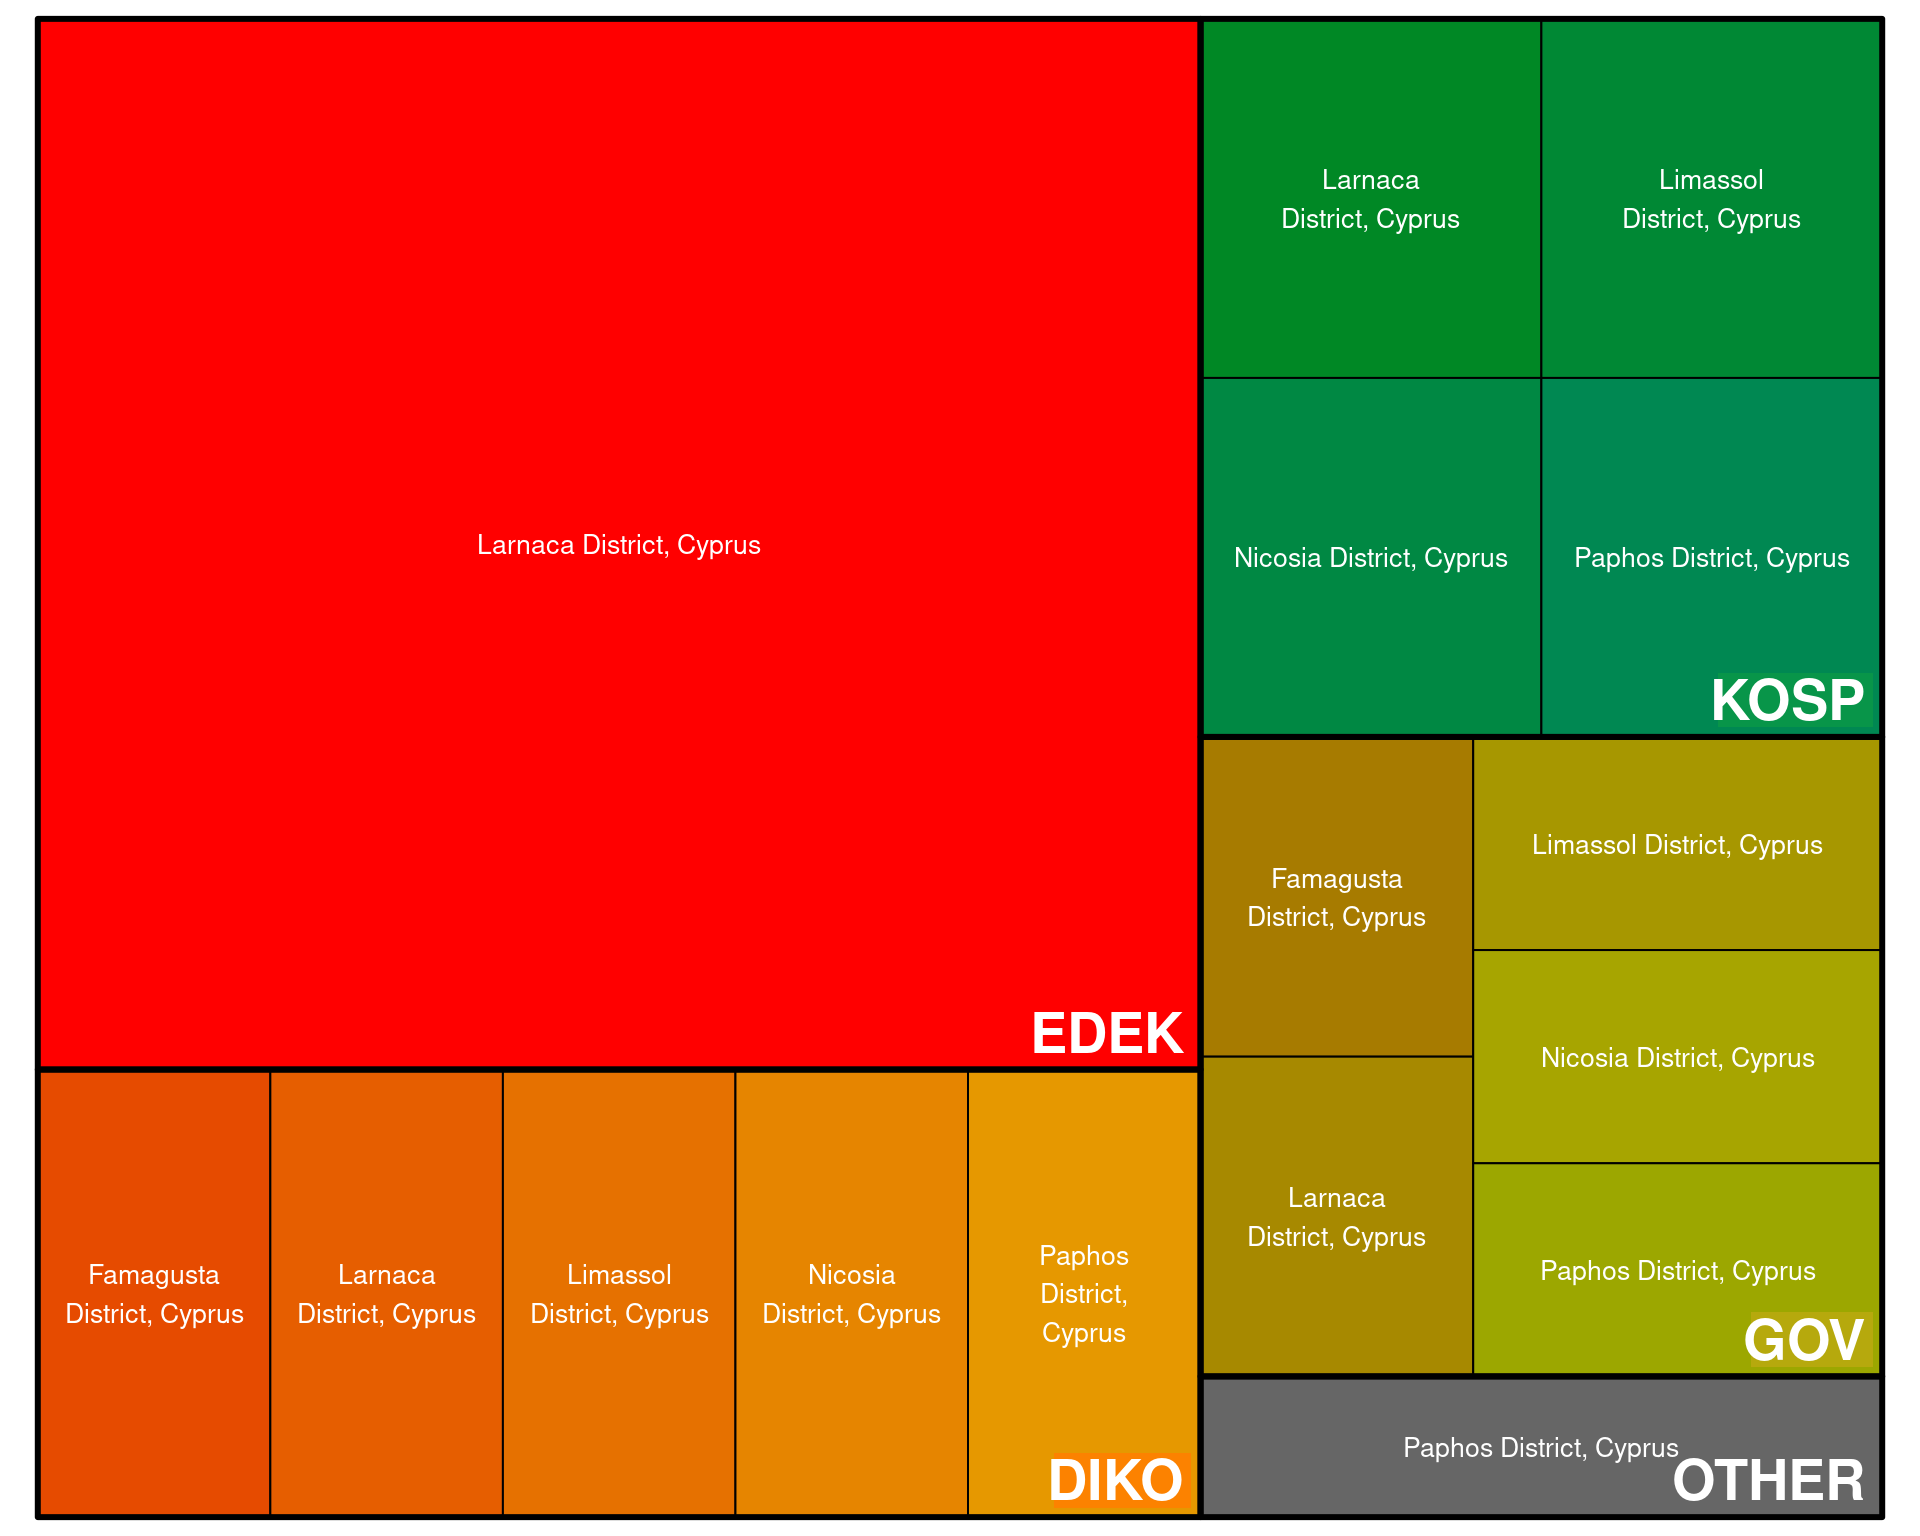 Larnaca District, Cyprus
EDEK
Famagusta
District, Cyprus
Larnaca
District, Cyprus
Limassol
District, Cyprus
Nicosia
District, Cyprus
Paphos
District,
Cyprus
DIKO
Larnaca
District, Cyprus
Limassol
District, Cyprus
Nicosia District, Cyprus
Paphos District, Cyprus
KOSP
Famagusta
District, Cyprus
Larnaca
District, Cyprus
Limassol District, Cyprus
Nicosia District, Cyprus
Paphos District, Cyprus
GOV
Paphos District, Cyprus
OTHER